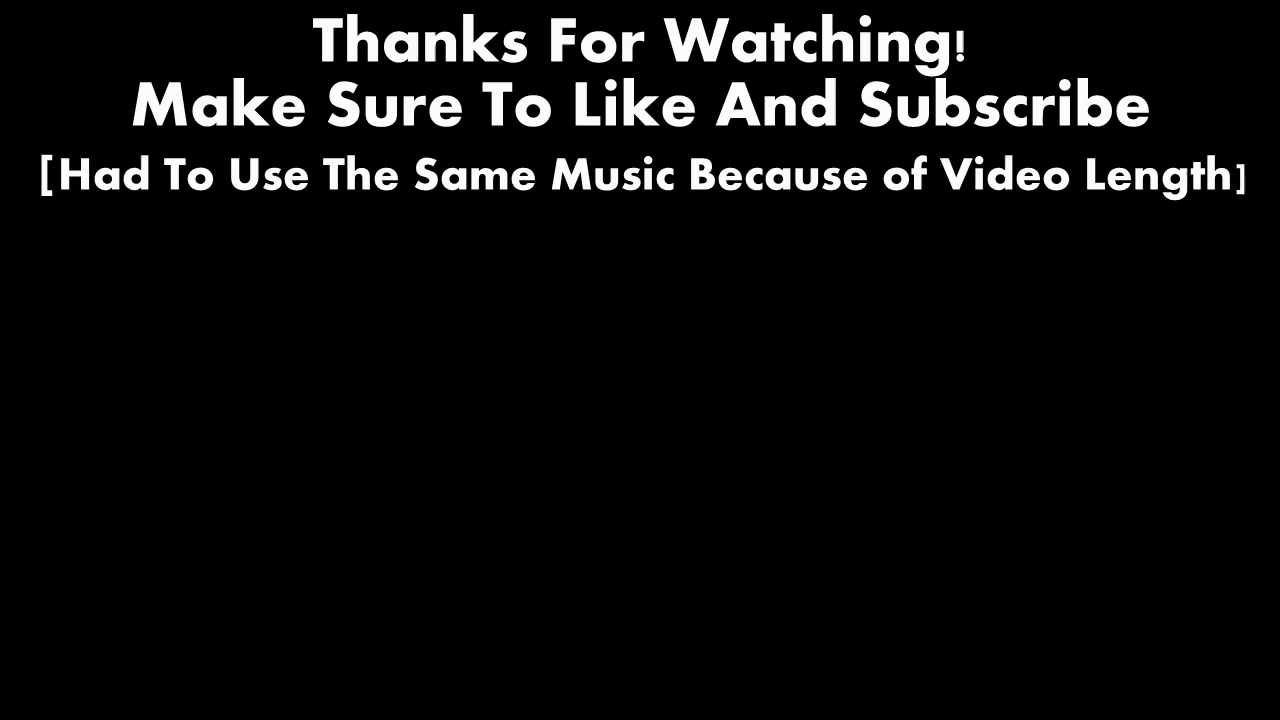 Thanks For Watching!
Make Sure To Like And Subscribe
[Had To Use The Same Music Because of Video Length]